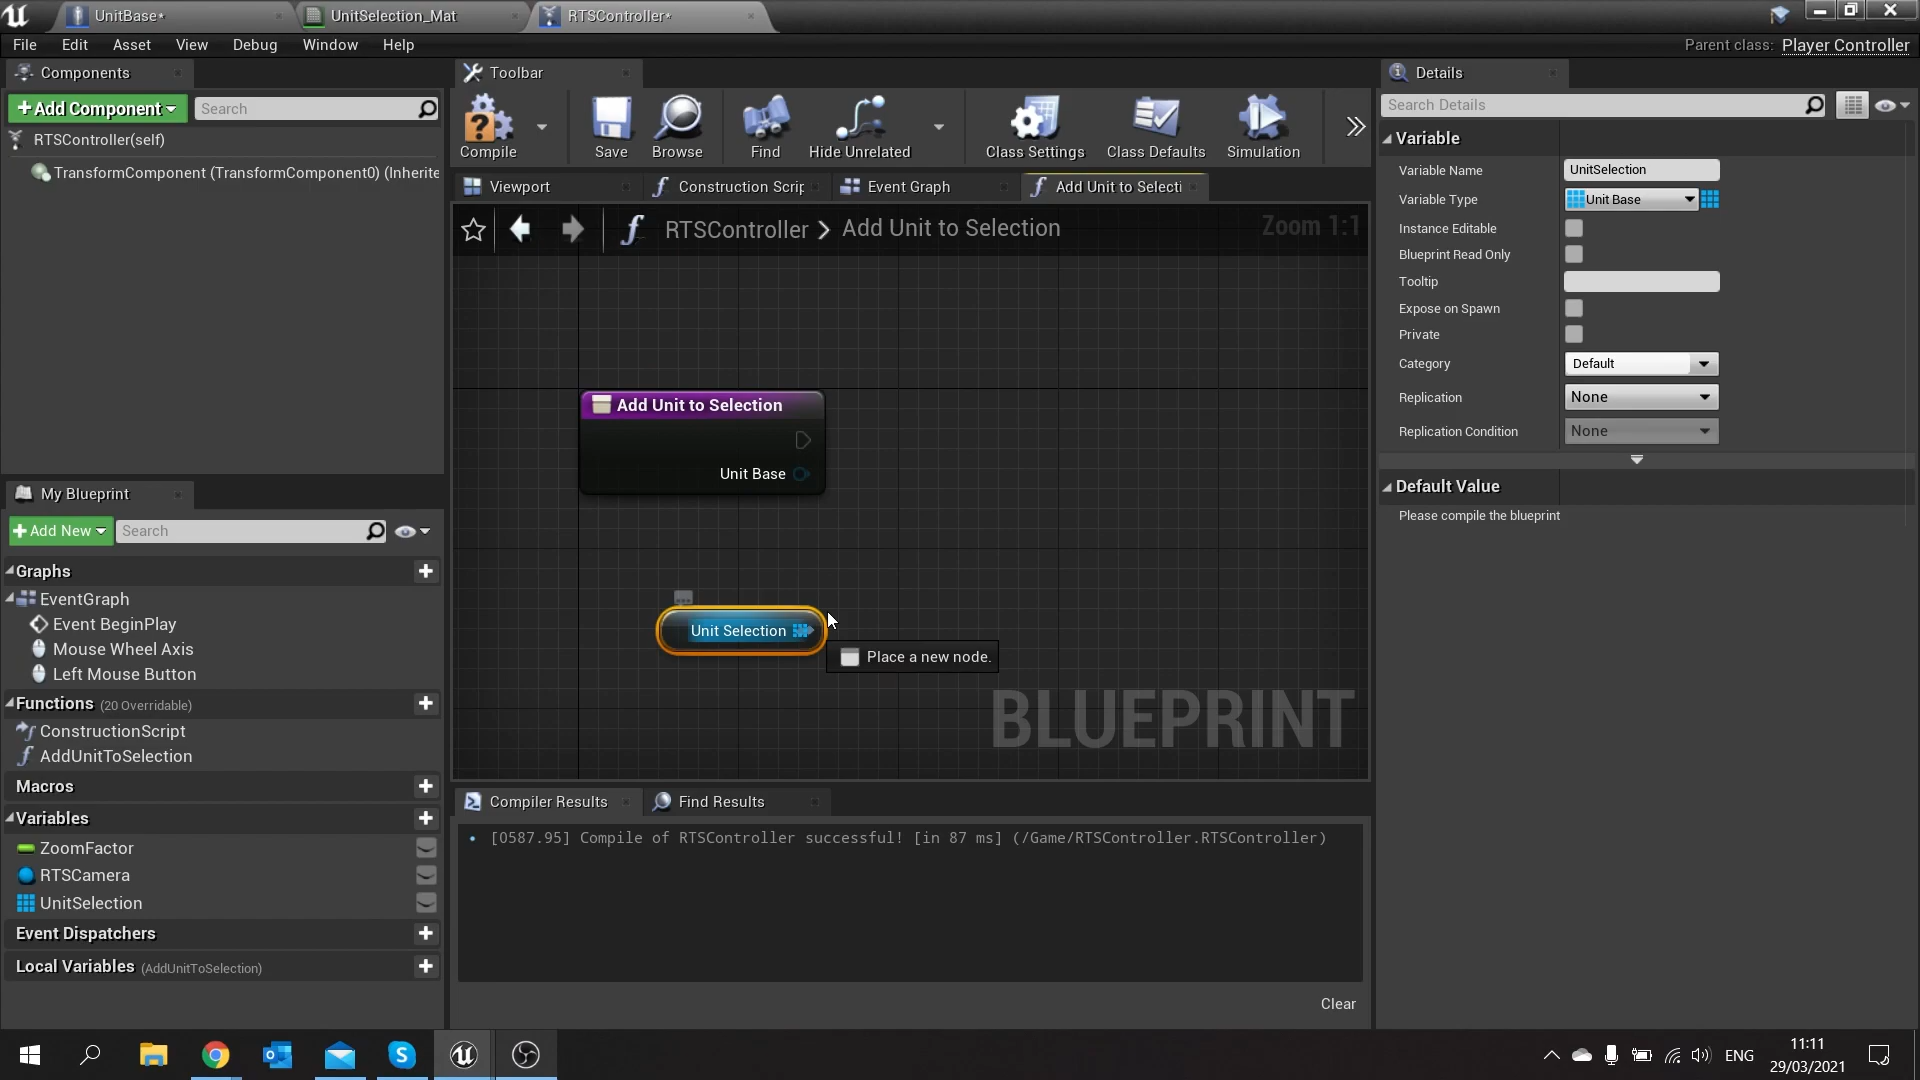 UnitBase*
UnitSelection_Mat
RTSController*
File Edit Asset View Debug Window Help
Parent class: Player Controller
Components
Add Component
Search
RTSController(self)
TransformComponent (TransformComponent0) (Inherite
My Blueprint
Add New
Search
Graphs
EventGraph
Event BeginPlay
Mouse Wheel Axis
Left Mouse Button
Functions (20 Overridable)
ConstructionScript
AddUnitToSelection
Macros
Variables
ZoomFactor
RTSCamera
UnitSelection
Event Dispatchers
Local Variables (AddUnitToSelection)
Toolbar
Compile
Save
Browse
Find
Hide Unrelated
Class Settings
Class Defaults
Simulation
Viewport
Construction Scrip
Event Graph
Add Unit to Selecti
RTSController > Add Unit to Selection
Zoom 1:1
Add Unit to Selection
Unit Base
Unit Selection
Place a new node.
BLUEPRINT
Compiler Results
Find Results
[0587.95] Compile of RTSController successful! [in 87 ms] (/Game/RTSController.RTSController)
Clear
Details
Search Details
Variable
Variable Name UnitSelection
Variable Type Unit Base
Instance Editable
Blueprint Read Only
Tooltip
Expose on Spawn
Private
Category Default
Replication None
Replication Condition None
Default Value
Please compile the blueprint
ENG
11:11
29/03/2021